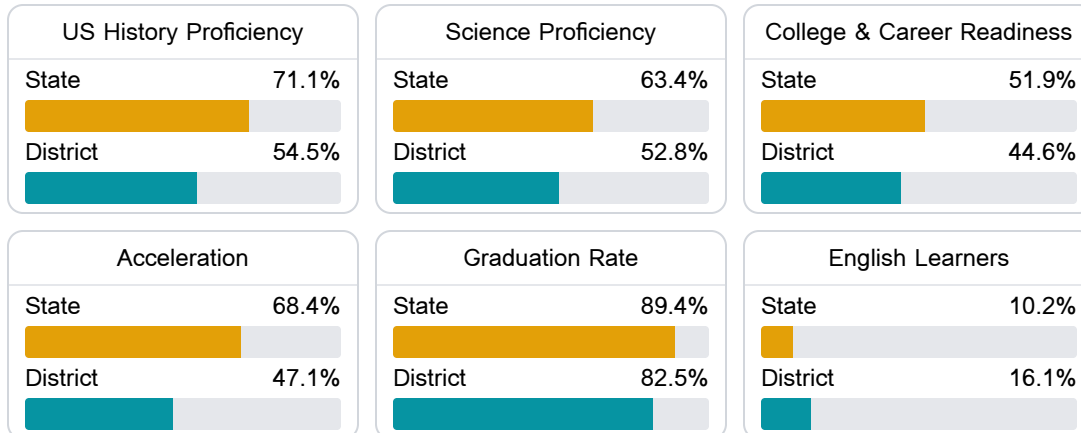 US History Proficiency
State 71.1%
District 54.5%
Science Proficiency
State 63.4%
District 52.8%
College & Career Readiness
State 51.9%
District 44.6%
Acceleration
State 68.4%
District 47.1%
Graduation Rate
State 89.4%
District 82.5%
English Learners
State 10.2%
District 16.1%